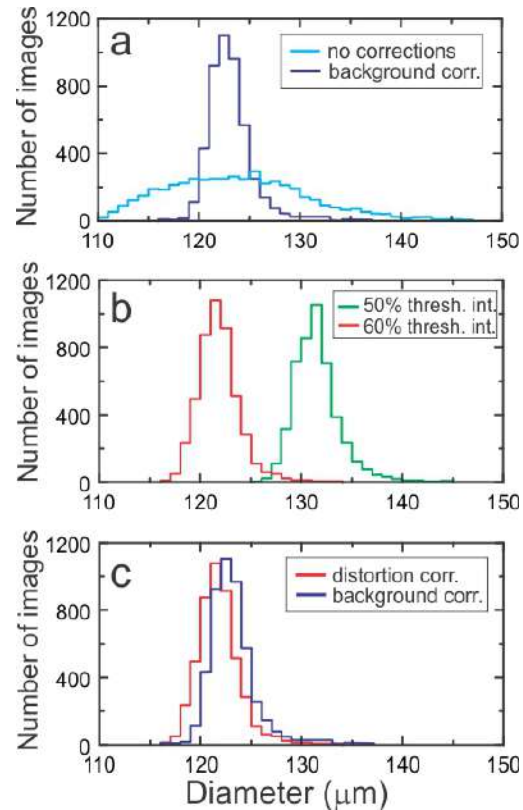 1200
a
no corrections
background corr.
800
400
0
110 120 130 140 150
Number of images
1200
b
50% thresh. int.
60% thresh. int.
800
400
0
110 120 130 140 150
Number of images
1200
c
distortion corr.
background corr.
800
400
0
110 120 130 140 150
Number of images
Diameter (μm)